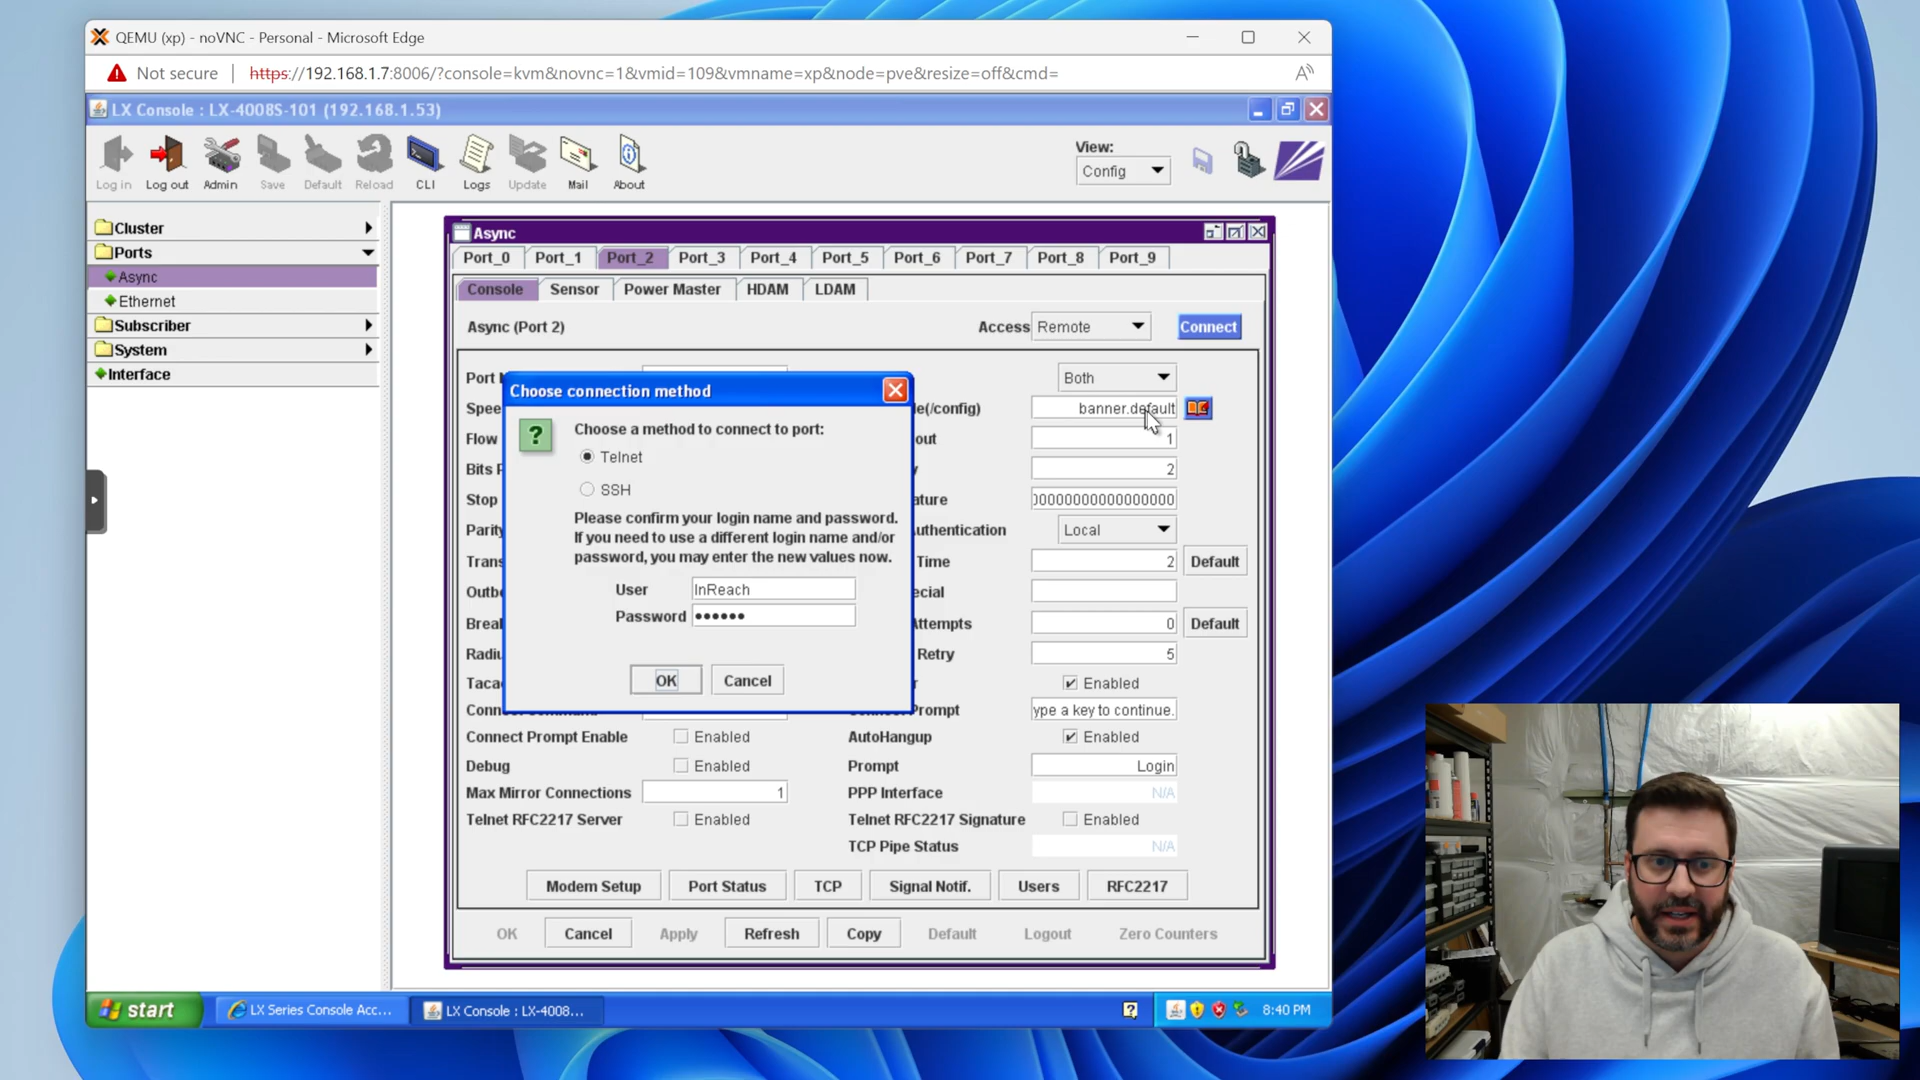 QEMU (xp) - noVNC - Personal - Microsoft Edge
Not secure
https://192.168.1.7:8006/?console=kvm&novnc=1&vmid=109&vmname=xp&node=pve&resize=off&cmd=
LX Console : LX-4008S-101 (192.168.1.53)
Log in Log out Admin Save Default Reload CLI Logs Update Mail About
View:
Config
Cluster
Ports
Async
Ethernet
Subscriber
System
Interface
Async
Port_0 Port_1 Port_2 Port_3 Port_4 Port_5 Port_6 Port_7 Port_8 Port_9
Console Sensor Power Master HDAM LDAM
Async (Port 2) Access Remote Connect
Port Both
(/config) banner.default
Flow out 1
Bits 2
Stop 00000000000000000
Parity Authentication Local
Time 2 Default
Attempts 0 Default
Retry 5
Enabled
Prompt ype a key to continue.
Connect Prompt Enable Enabled AutoHangup Enabled
Debug Enabled Prompt Login
Max Mirror Connections 1 PPP Interface N/A
Telnet RFC2217 Server Enabled Telnet RFC2217 Signature Enabled
TCP Pipe Status N/A
Modem Setup Port Status TCP Signal Notif. Users RFC2217
OK Cancel Apply Refresh Copy Default Logout Zero Counters
Choose connection method
?
Choose a method to connect to port:
Telnet
SSH
Please confirm your login name and password.
If you need to use a different login name and/or
password, you may enter the new values now.
User InReach
Password ••••••
OK Cancel
start LX Series Console Acc... LX Console : LX-4008... 8:40 PM